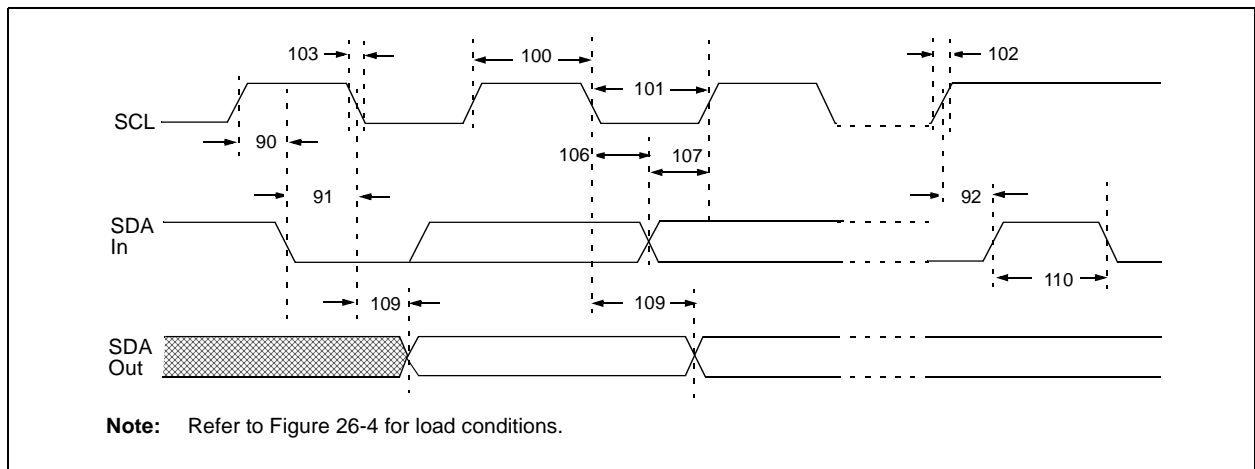 103
100
102
101
SCL
90
106
107
91
92
SDA
In
110
109
109
SDA
Out
Note: Refer to Figure 26-4 for load conditions.